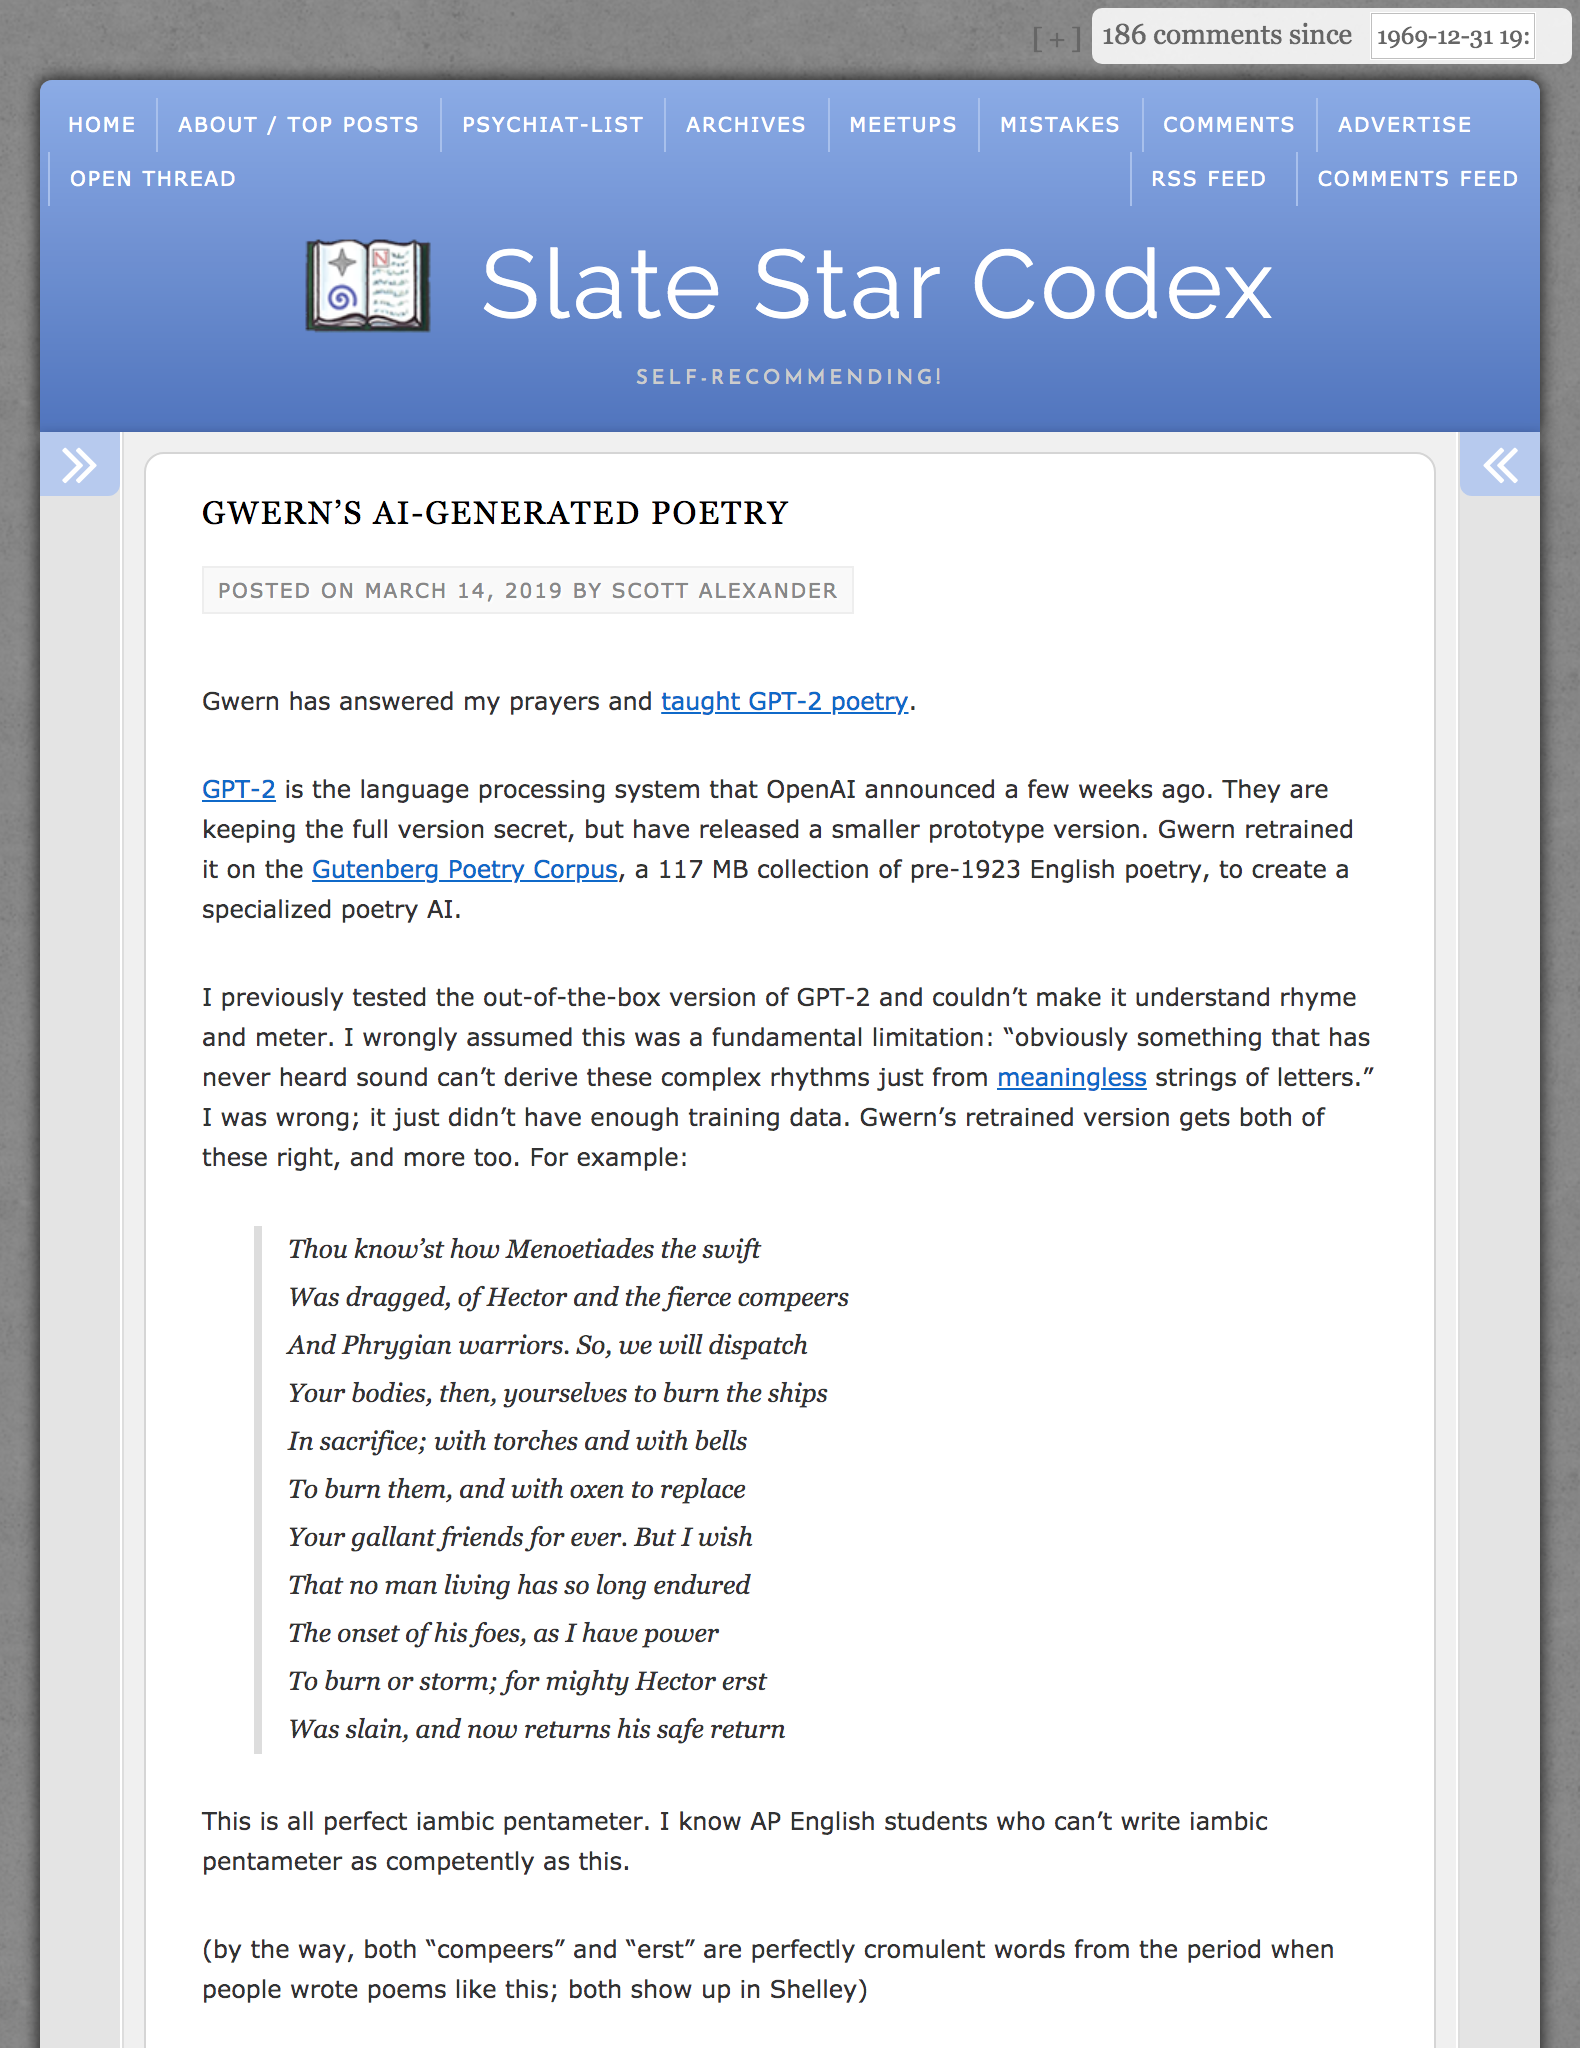 [+] 186 comments since 1969-12-31 19:
HOME ABOUT / TOP POSTS PSYCHIAT-LIST ARCHIVES MEETUPS MISTAKES COMMENTS ADVERTISE
OPEN THREAD RSS FEED COMMENTS FEED
Slate Star Codex
SELF-RECOMMENDING!
GWERN’S AI-GENERATED POETRY
POSTED ON MARCH 14, 2019 BY SCOTT ALEXANDER
Gwern has answered my prayers and taught GPT-2 poetry.
GPT-2 is the language processing system that OpenAI announced a few weeks ago. They are
keeping the full version secret, but have released a smaller prototype version. Gwern retrained
it on the Gutenberg Poetry Corpus, a 117 MB collection of pre-1923 English poetry, to create a
specialized poetry AI.
I previously tested the out-of-the-box version of GPT-2 and couldn’t make it understand rhyme
and meter. I wrongly assumed this was a fundamental limitation: “obviously something that has
never heard sound can’t derive these complex rhythms just from meaningless strings of letters.”
I was wrong; it just didn’t have enough training data. Gwern’s retrained version gets both of
these right, and more too. For example:
Thou know’st how Menoetiades the swift
Was dragged, of Hector and the fierce compeers
And Phrygian warriors. So, we will dispatch
Your bodies, then, yourselves to burn the ships
In sacrifice; with torches and with bells
To burn them, and with oxen to replace
Your gallant friends for ever. But I wish
That no man living has so long endured
The onset of his foes, as I have power
To burn or storm; for mighty Hector erst
Was slain, and now returns his safe return
This is all perfect iambic pentameter. I know AP English students who can’t write iambic
pentameter as competently as this.
(by the way, both “compeers” and “erst” are perfectly cromulent words from the period when
people wrote poems like this; both show up in Shelley)